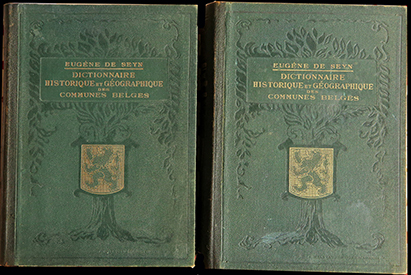 EUGÈNE DE SEYN
DICTIONNAIRE
HISTORIQUE ET GÉOGRAPHIQUE
DES
COMMUNES BELGES
EUGÈNE DE SEYN
DICTIONNAIRE
HISTORIQUE ET GÉOGRAPHIQUE
DES
COMMUNES BELGES